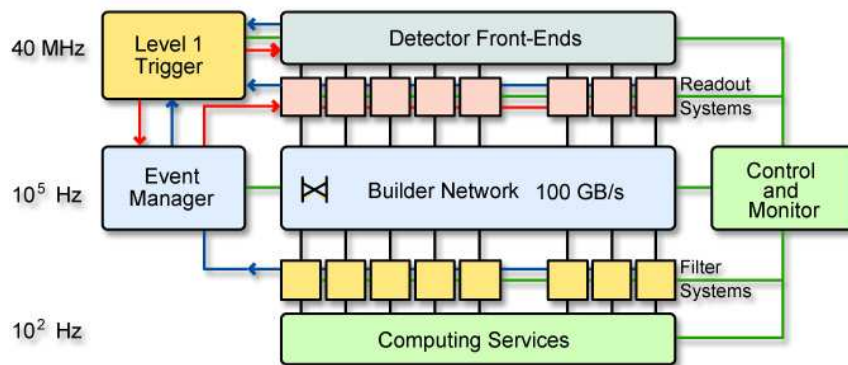 40 MHz
Level 1
Trigger
Detector Front-Ends
Readout
Systems
10⁵ Hz
Event
Manager
Builder Network 100 GB/s
Control
and
Monitor
Filter
Systems
10² Hz
Computing Services